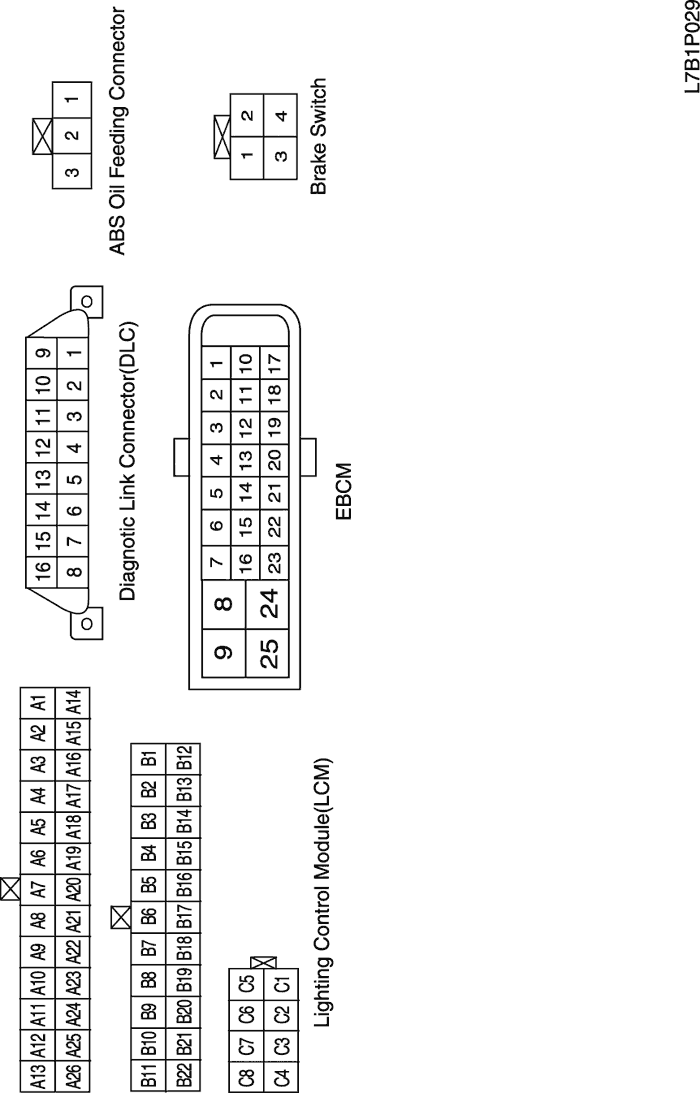 A13 A12 A11 A10 A9 A8 A7 A6 A5 A4 A3 A2 A1
A26 A25 A24 A23 A22 A21 A20 A19 A18 A17 A16 A15 A14
B11 B10 B9 B8 B7 B6 B5 B4 B3 B2 B1
B22 B21 B20 B19 B18 B17 B16 B15 B14 B13 B12
C8 C7 C6 C5
C4 C3 C2 C1
Lighting Control Module(LCM)
16 15 14 13 12 11 10 9
8 7 6 5 4 3 2 1
Diagnotic Link Connector(DLC)
9 8 7 6 5 4 3 2 1
16 15 14 13 12 11 10
25 24 23 22 21 20 19 18 17
EBCM
3 2 1
ABS Oil Feeding Connector
1 2
3 4
Brake Switch
L7B1P029